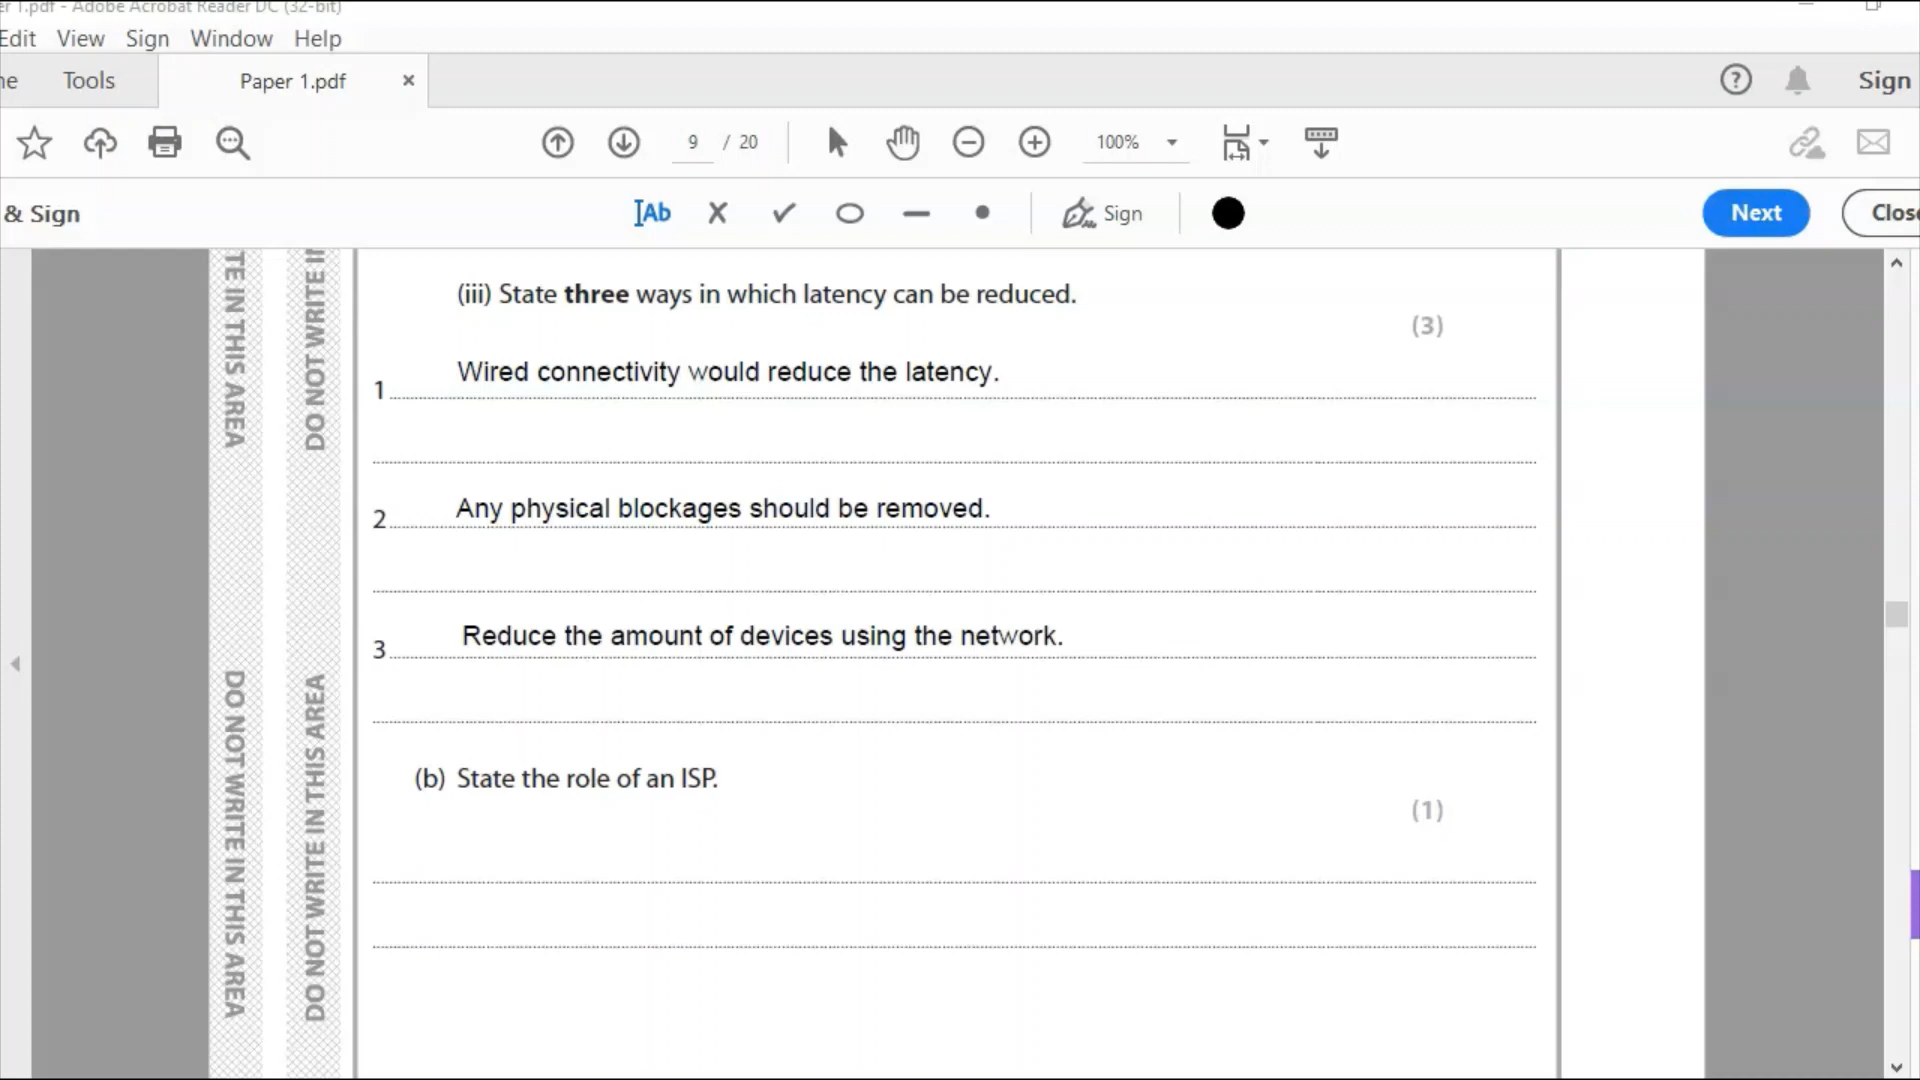 er 1.pdf - Adobe Acrobat Reader DC (32-bit)
Edit View Sign Window Help
ne Tools Paper 1.pdf × ? Sign
9 / 20 100%
& Sign Ab Sign Next Close
(iii) State three ways in which latency can be reduced.
(3)
Wired connectivity would reduce the latency.
1
Any physical blockages should be removed.
2
Reduce the amount of devices using the network.
3
(b) State the role of an ISP.
(1)
TE IN THIS AREA
DO NOT WRITE IN
DO NOT WRITE IN THIS AREA
DO NOT WRITE IN THIS AREA